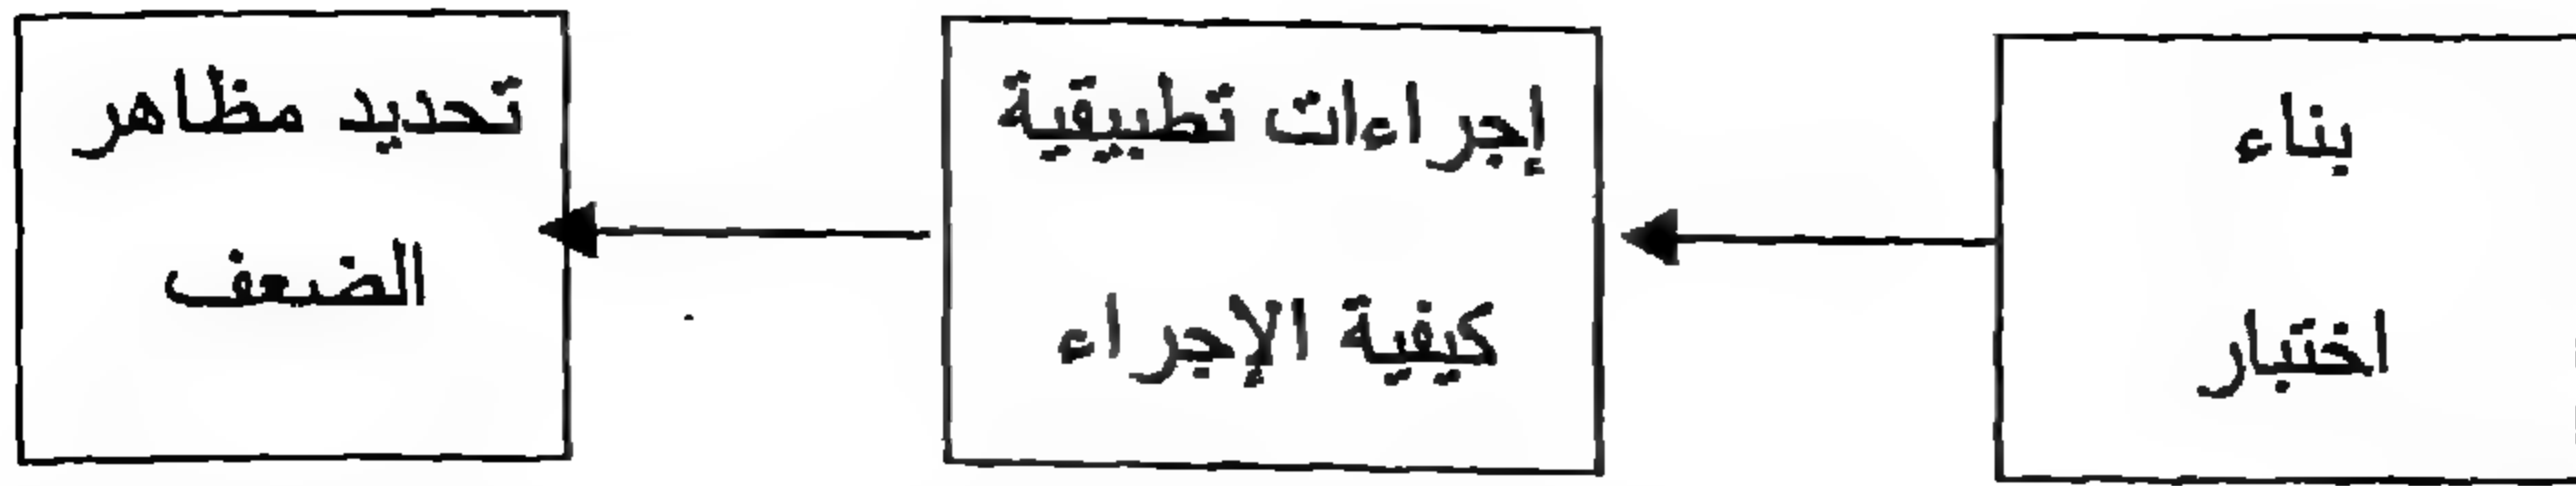 بناء
اختبار
إجراءات تطبيقية
كيفية الإجراء
تحديد مظاهر
الضعف